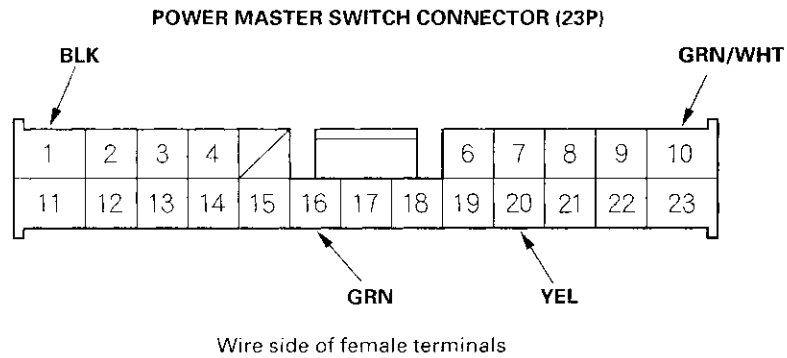 POWER MASTER SWITCH CONNECTOR (23P)
BLK GRN/WHT
1 2 3 4 6 7 8 9 10
11 12 13 14 15 16 17 18 19 20 21 22 23
GRN YEL
Wire side of female terminals